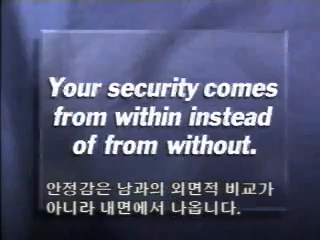 Your security comes
from within instead
of from without.
안정감은 남과의 외면적 비교가
아니라 내면에서 나옵니다.